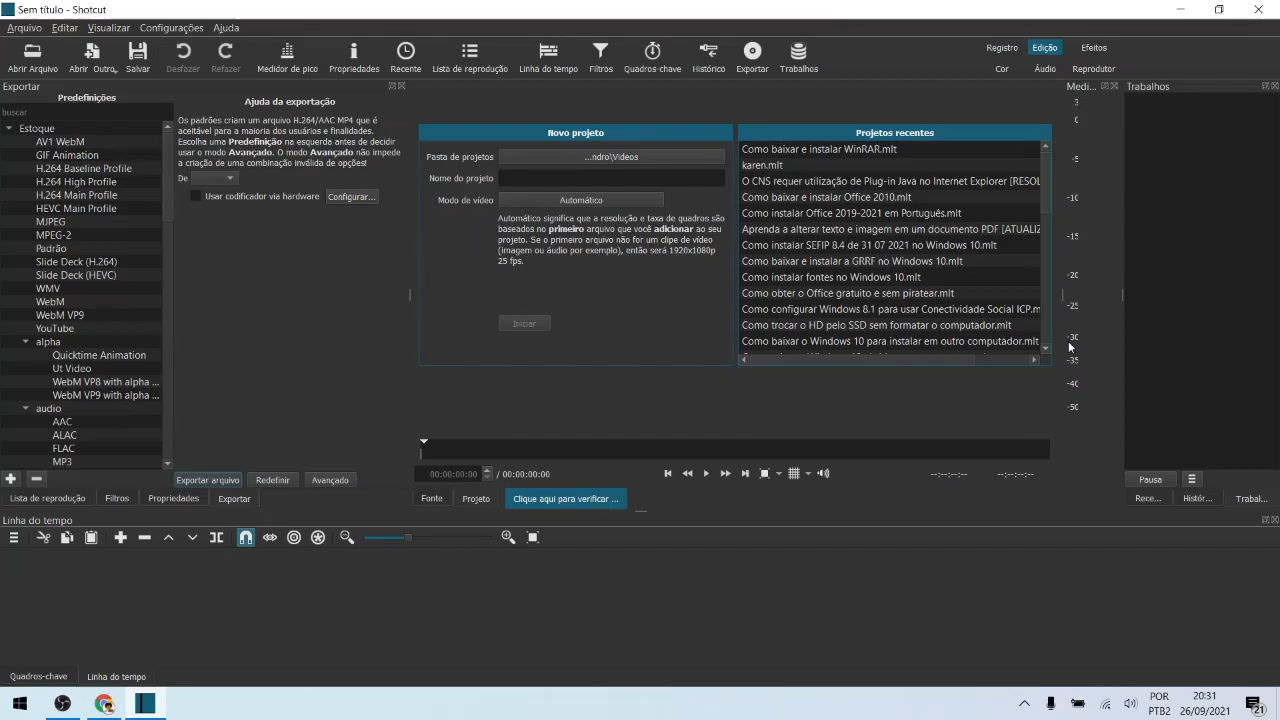 Sem título - Shotcut
Arquivo Editar Visualizar Configurações Ajuda
Abrir Arquivo Abrir Outro, Salvar Desfazer Refazer Medidor de pico Propriedades Recente Lista de reprodução Linha do tempo Filtros Quadros-chave Histórico Exportar Trabalhos
Registro Edição Efeitos
Cor Áudio Reprodutor
Exportar
Predefinições
buscar
Estoque
AV1 WebM
GIF Animation
H.264 Baseline Profile
H.264 High Profile
H.264 Main Profile
HEVC Main Profile
MJPEG
MPEG-2
Padrão
Slide Deck (H.264)
Slide Deck (HEVC)
WMV
WebM
WebM VP9
YouTube
alpha
Quicktime Animation
Ut Video
WebM VP8 with alpha ...
WebM VP9 with alpha ...
audio
AAC
ALAC
FLAC
MP3
Ajuda da exportação
Os padrões criam um arquivo H.264/AAC MP4 que é
aceitável para a maioria dos usuários e finalidades.
Escolha uma Predefinição na esquerda antes de decidir
usar o modo Avançado. O modo Avançado não impede
a criação de uma combinação inválida de opções!
De
Usar codificador via hardware Configurar...
Exportar arquivo Redefinir Avançado
Lista de reprodução Filtros Propriedades Exportar
Novo projeto
Pasta de projetos ...ndro\Videos
Nome do projeto
Modo de vídeo Automático
Automático significa que a resolução e taxa de quadros são
baseados no primeiro arquivo que você adicionar ao seu
projeto. Se o primeiro arquivo não for um clipe de vídeo
(imagem ou áudio por exemplo), então será 1920x1080p
25 fps.
Iniciar
Projetos recentes
Como baixar e instalar WinRAR.mlt
karen.mlt
O CNS requer utilização de Plug-in Java no Internet Explorer [RESOL
Como baixar e instalar Office 2010.mlt
Como instalar Office 2019-2021 em Português.mlt
Aprenda a alterar texto e imagem em um documento PDF [ATUALIZ
Como instalar SEFIP 8.4 de 31 07 2021 no Windows 10.mlt
Como baixar e instalar a GRRF no Windows 10.mlt
Como instalar fontes no Windows 10.mlt
Como obter o Office gratuito e sem piratear.mlt
Como configurar Windows 8.1 para usar Conectividade Social ICP.m
Como trocar o HD pelo SSD sem formatar o computador.mlt
Como baixar o Windows 10 para instalar em outro computador.mlt
00:00:00:00 / 00:00:00:00
--:--:--:-- --:--:--:--
Fonte Projeto Clique aqui para verificar ...
Medi...
3
0
-5
-10
-15
-20
-25
-30
-35
-40
-50
Trabalhos
Pausa
Rece... Histór... Trabal...
Linha do tempo
Quadros-chave Linha do tempo
POR
PTB2
20:31
26/09/2021
21